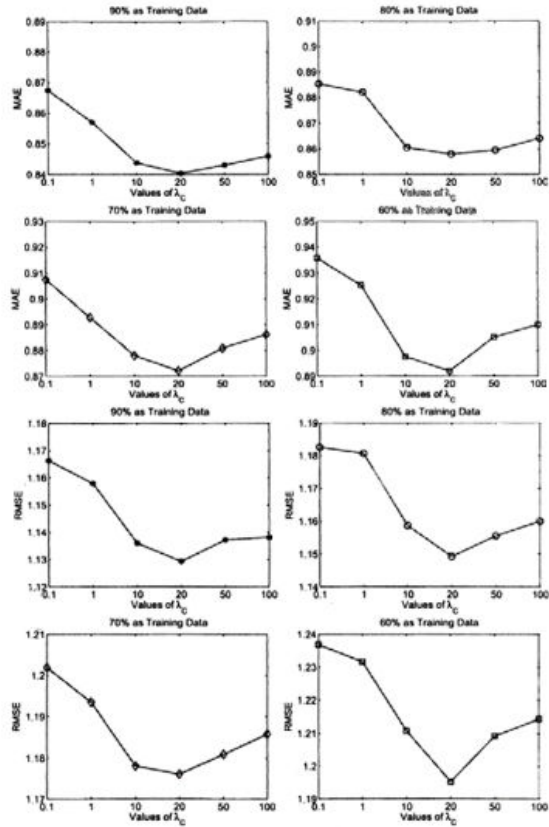 90% as Training Data
0.89
0.88
0.87
0.86
0.85
0.84
MAE
0.1 1 10 20 50 100
Values of λC
80% as Training Data
0.91
0.9
0.89
0.88
0.87
0.86
0.85
MAE
0.1 1 10 20 50 100
Values of λC
70% as Training Data
0.93
0.92
0.91
0.9
0.89
0.88
0.87
MAE
0.1 1 10 20 50 100
Values of λC
60% as Training Data
0.95
0.94
0.93
0.92
0.91
0.9
0.89
MAE
0.1 1 10 20 50 100
Values of λC
90% as Training Data
1.18
1.17
1.16
1.15
1.14
1.13
1.12
RMSE
0.1 1 10 20 50 100
Values of λC
80% as Training Data
1.19
1.18
1.17
1.16
1.15
1.14
RMSE
0.1 1 10 20 50 100
Values of λC
70% as Training Data
1.21
1.2
1.19
1.18
1.17
RMSE
0.1 1 10 20 50 100
Values of λC
60% as Training Data
1.24
1.23
1.22
1.21
1.2
1.19
RMSE
0.1 1 10 20 50 100
Values of λC